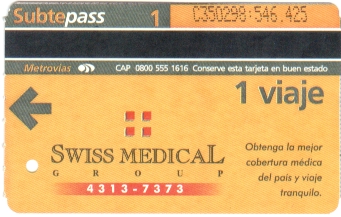 Subtepass 1 C350298:546.425
Metrovias CAP 0800 555 1616 Conserve esta tarjeta en buen estado
1 viaje
SWISS MEDICAL
GROUP
4313-7373
Obtenga la mejor
cobertura médica
del país y viaje
tranquilo.